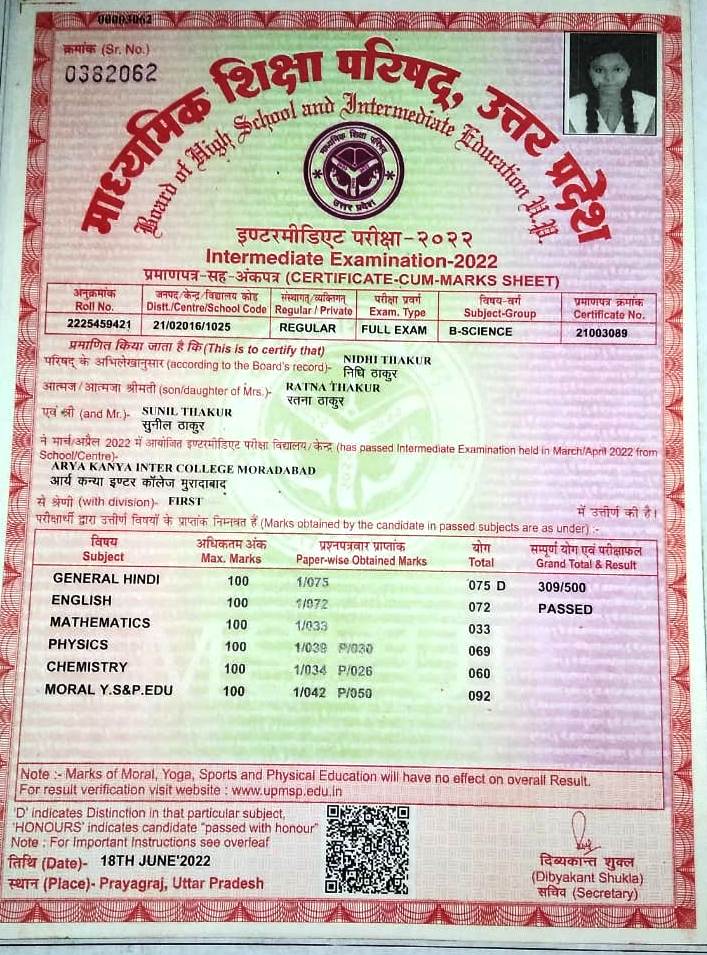 00003062
क्रमांक (Sr. No.)
0382062
माध्यमिक शिक्षा परिषद्, उत्तर प्रदेश
Board of High School and Intermediate Education U.P.
माध्यमिक शिक्षा परिषद
उत्तर प्रदेश
इण्टरमीडिएट परीक्षा-२०२२
Intermediate Examination-2022
प्रमाणपत्र-सह-अंकपत्र (CERTIFICATE-CUM-MARKS SHEET)
अनुक्रमांक जनपद/केन्द्र/विद्यालय कोड संस्थागत/व्यक्तिगत परीक्षा प्रवर्ग विषय-वर्ग प्रमाणपत्र क्रमांक
Roll No. Distt./Centre/School Code Regular / Private Exam. Type Subject-Group Certificate No.
2225459421 21/02016/1025 REGULAR FULL EXAM B-SCIENCE 21003089
प्रमाणित किया जाता है कि (This is to certify that)
परिषद् के अभिलेखानुसार (according to the Board's record)- NIDHI THAKUR
निधि ठाकुर
आत्मज/आत्मजा श्रीमती (son/daughter of Mrs.)- RATNA THAKUR
रतना ठाकुर
एवं श्री (and Mr.)- SUNIL THAKUR
सुनील ठाकुर
ने मार्च/अप्रैल 2022 में आयोजित इण्टरमीडिएट परीक्षा विद्यालय/केन्द्र (has passed Intermediate Examination held in March/April 2022 from
School/Centre)-
ARYA KANYA INTER COLLEGE MORADABAD
आर्य कन्या इण्टर कॉलेज मुरादाबाद
से श्रेणी (with division)- FIRST में उत्तीर्ण की है।
परीक्षार्थी द्वारा उत्तीर्ण विषयों के प्राप्तांक निम्नवत हैं (Marks obtained by the candidate in passed subjects are as under) :-
विषय अधिकतम अंक प्रश्नपत्रवार प्राप्तांक योग सम्पूर्ण योग एवं परीक्षाफल
Subject Max. Marks Paper-wise Obtained Marks Total Grand Total & Result
GENERAL HINDI 100 1/075 075 D 309/500
ENGLISH 100 1/072 072 PASSED
MATHEMATICS 100 1/033 033
PHYSICS 100 1/039 P/030 069
CHEMISTRY 100 1/034 P/026 060
MORAL Y.S&P.EDU 100 1/042 P/050 092
Note :- Marks of Moral, Yoga, Sports and Physical Education will have no effect on overall Result.
For result verification visit website : www.upmsp.edu.in
'D' indicates Distinction in that particular subject,
'HONOURS' indicates candidate "passed with honour"
Note : For Important Instructions see overleaf
तिथि (Date)- 18TH JUNE'2022
स्थान (Place)- Prayagraj, Uttar Pradesh
दिब्यकान्त शुक्ल
(Dibyakant Shukla)
सचिव (Secretary)